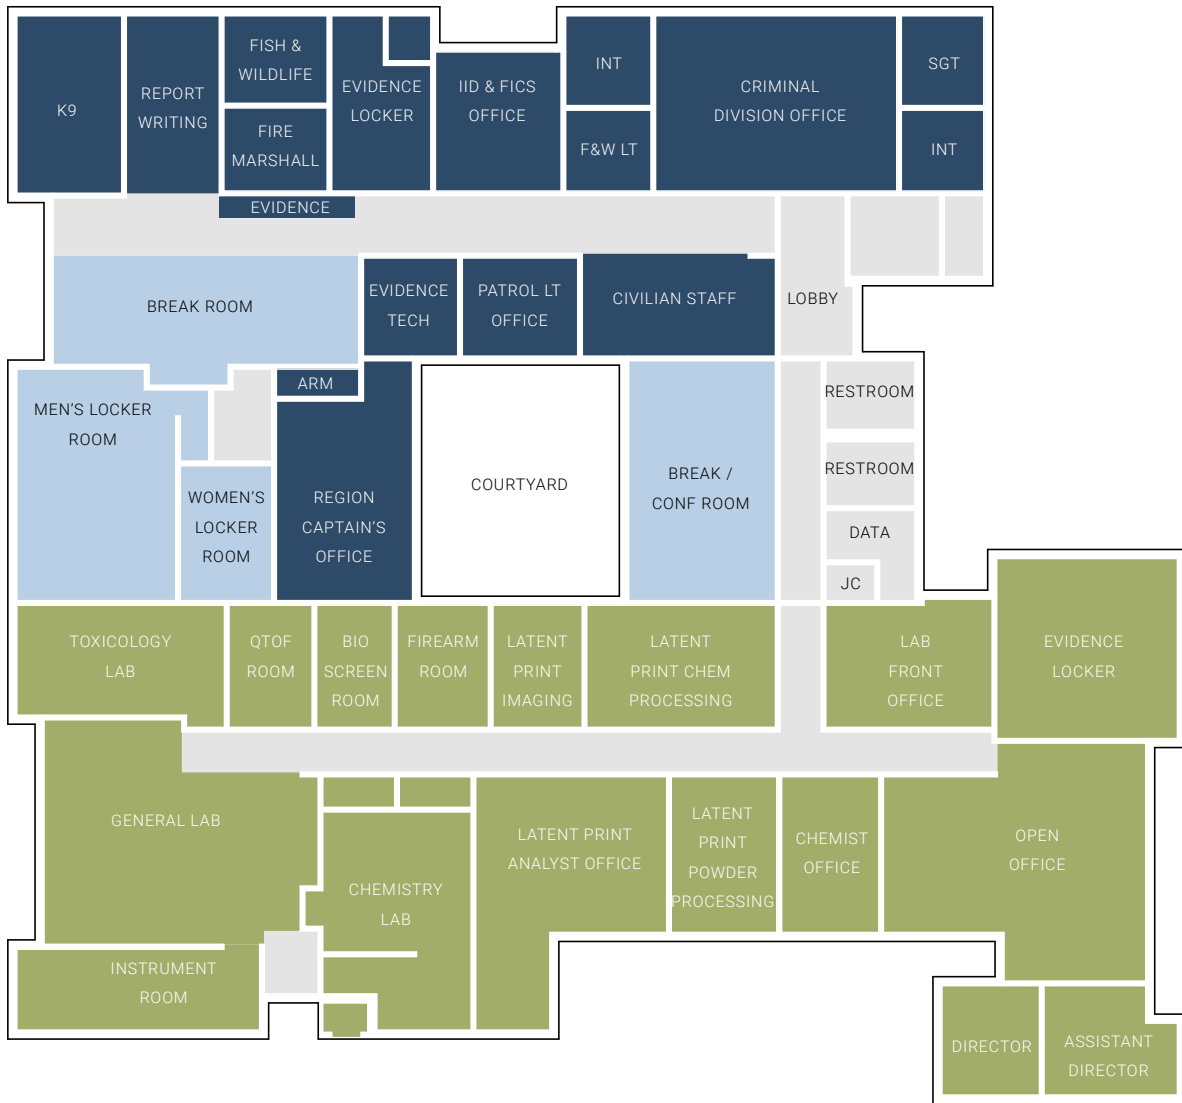 K9
REPORT
WRITING
FISH &
WILDLIFE
FIRE
MARSHALL
EVIDENCE
LOCKER
IID & FICS
OFFICE
INT
F&W LT
CRIMINAL
DIVISION OFFICE
SGT
INT
EVIDENCE
BREAK ROOM
EVIDENCE
TECH
PATROL LT
OFFICE
CIVILIAN STAFF
LOBBY
MEN'S LOCKER
ROOM
ARM
WOMEN'S
LOCKER
ROOM
REGION
CAPTAIN'S
OFFICE
COURTYARD
BREAK /
CONF ROOM
RESTROOM
RESTROOM
DATA
JC
TOXICOLOGY
LAB
QTOF
ROOM
BIO
SCREEN
ROOM
FIREARM
ROOM
LATENT
PRINT
IMAGING
LATENT
PRINT CHEM
PROCESSING
LAB
FRONT
OFFICE
EVIDENCE
LOCKER
GENERAL LAB
CHEMISTRY
LAB
LATENT PRINT
ANALYST OFFICE
LATENT
PRINT
POWDER
PROCESSING
CHEMIST
OFFICE
OPEN
OFFICE
INSTRUMENT
ROOM
DIRECTOR
ASSISTANT
DIRECTOR